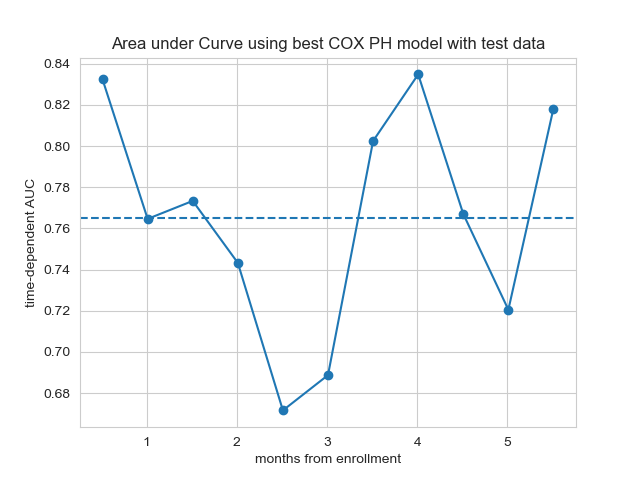 Area under Curve using best COX PH model with test data
0.84
0.82
0.80
0.78
0.76
0.74
0.72
0.70
0.68
time-dependent AUC
1 2 3 4 5
months from enrollment